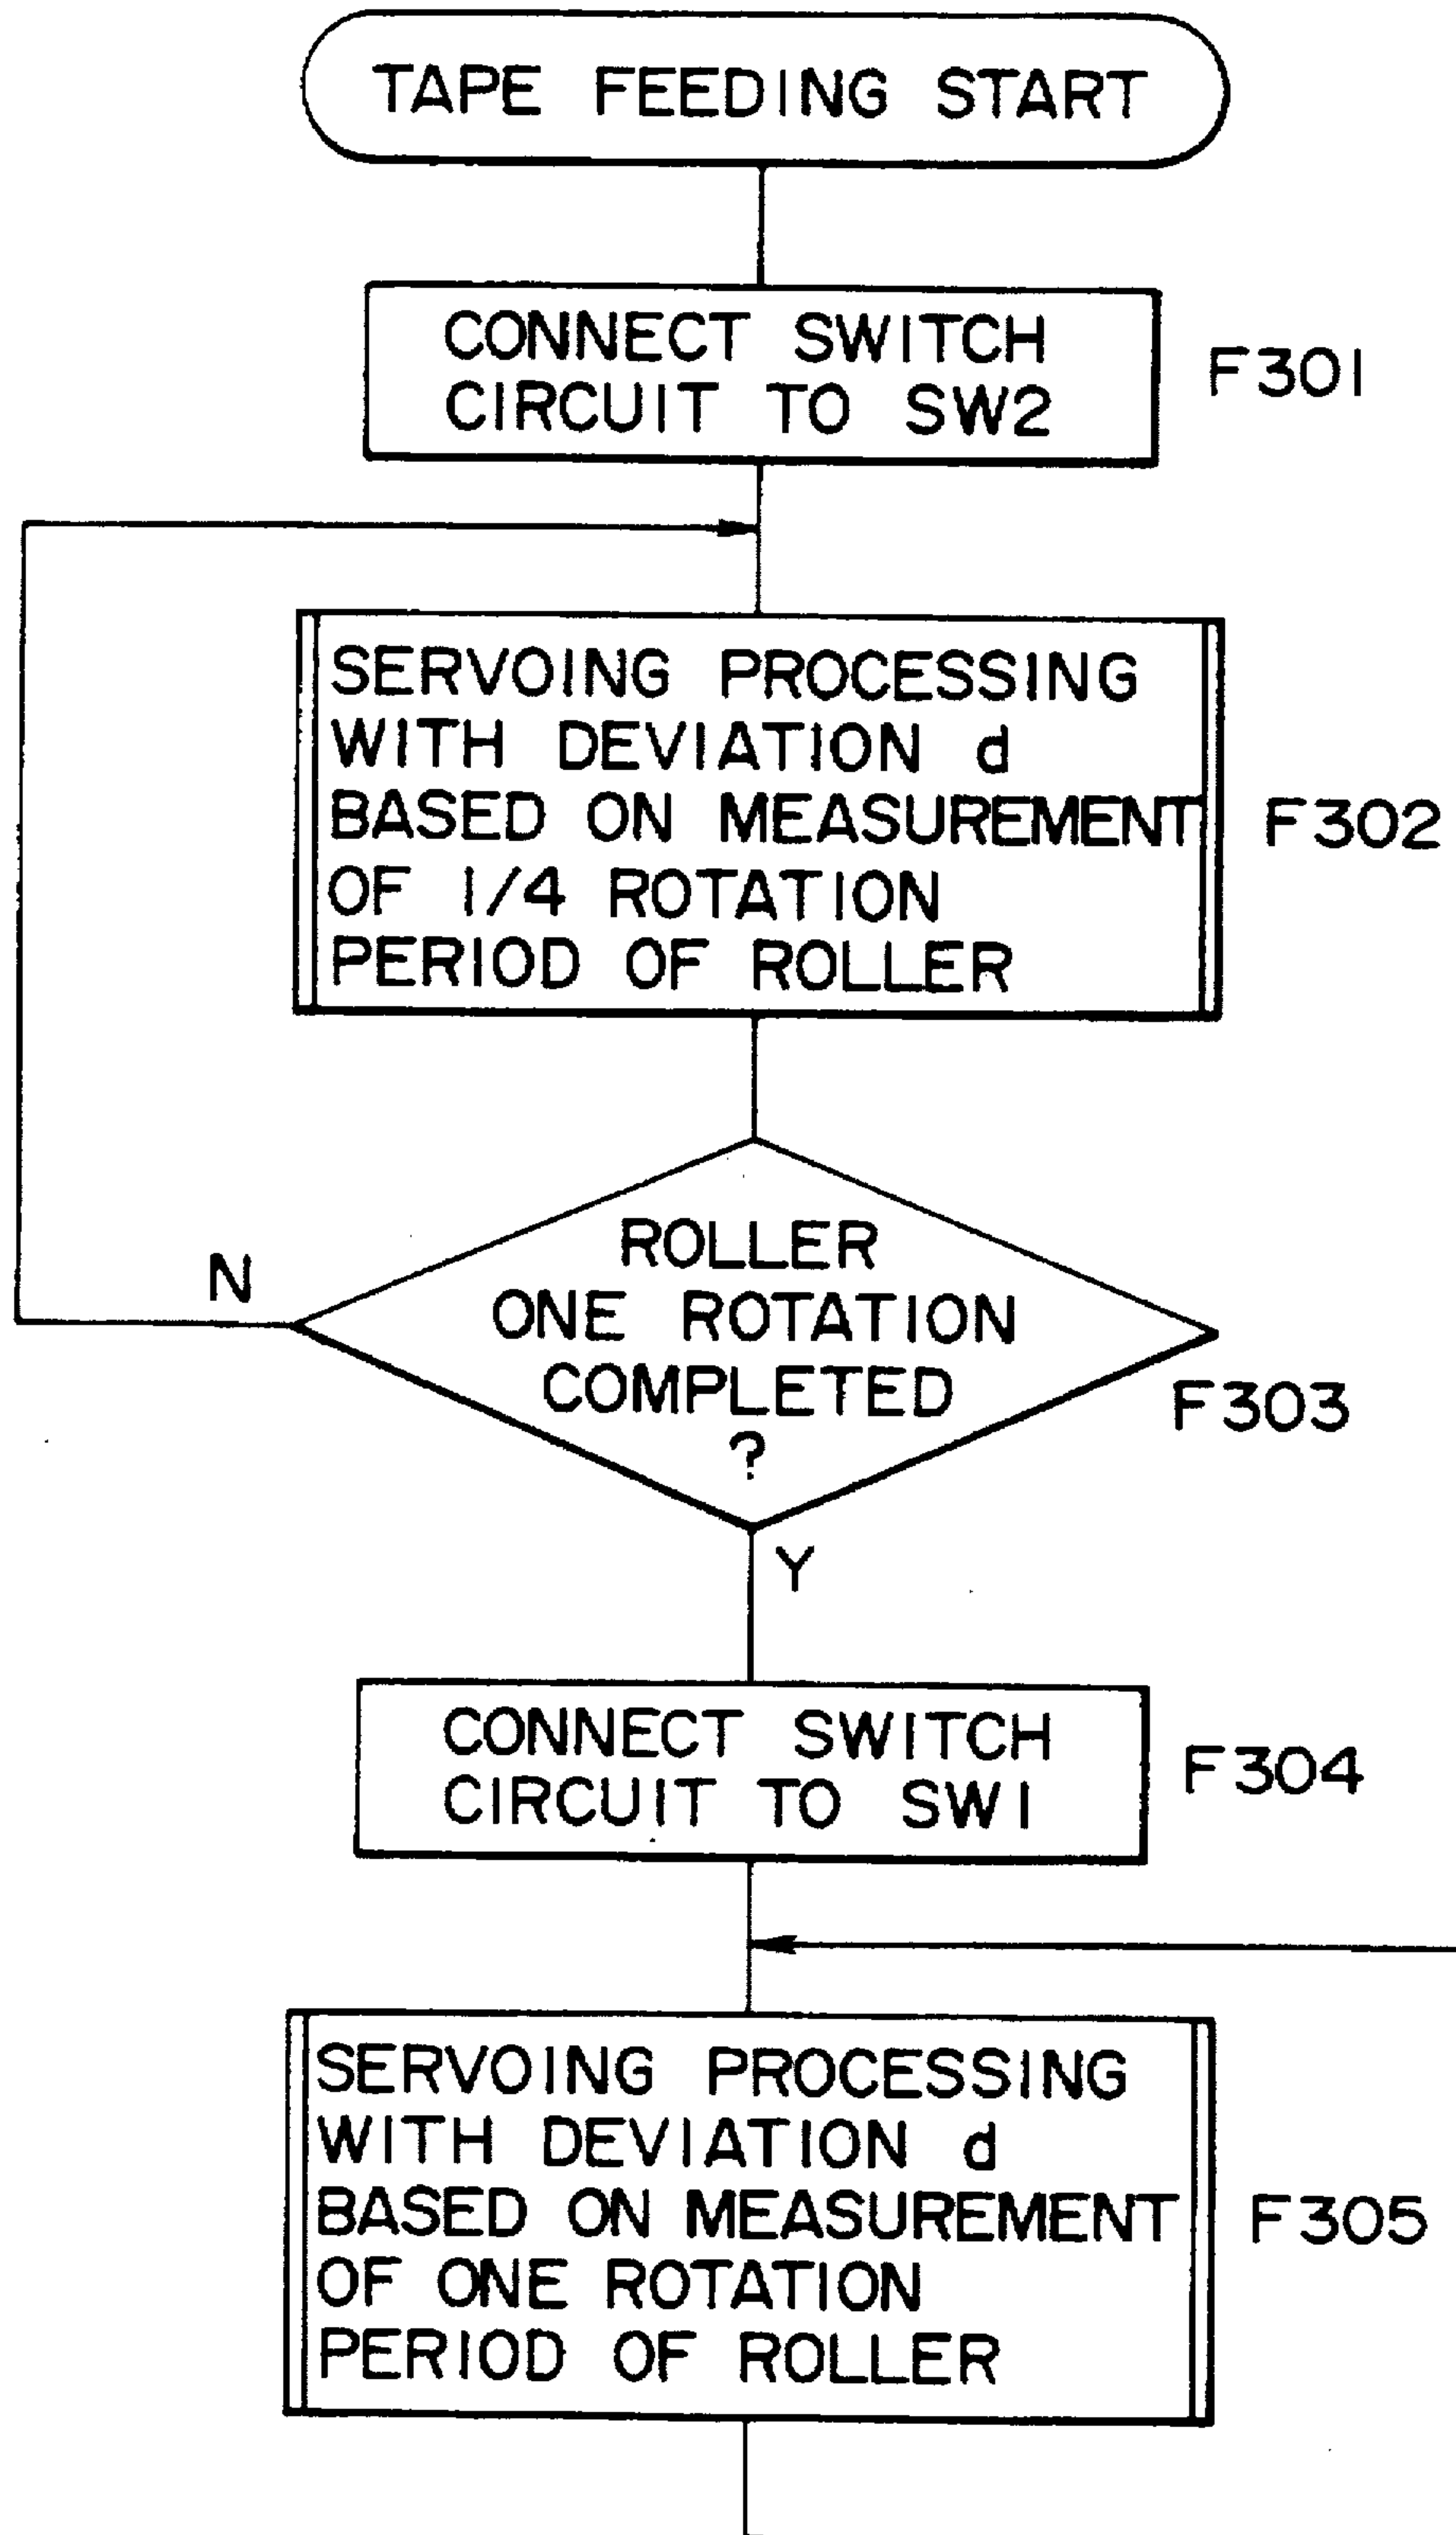 TAPE FEEDING START
CONNECT SWITCH
CIRCUIT TO SW2
F301
SERVOING PROCESSING
WITH DEVIATION d
BASED ON MEASUREMENT
OF 1/4 ROTATION
PERIOD OF ROLLER
F302
ROLLER
ONE ROTATION
COMPLETED
?
N
F303
Y
CONNECT SWITCH
CIRCUIT TO SW1
F304
SERVOING PROCESSING
WITH DEVIATION d
BASED ON MEASUREMENT
OF ONE ROTATION
PERIOD OF ROLLER
F305